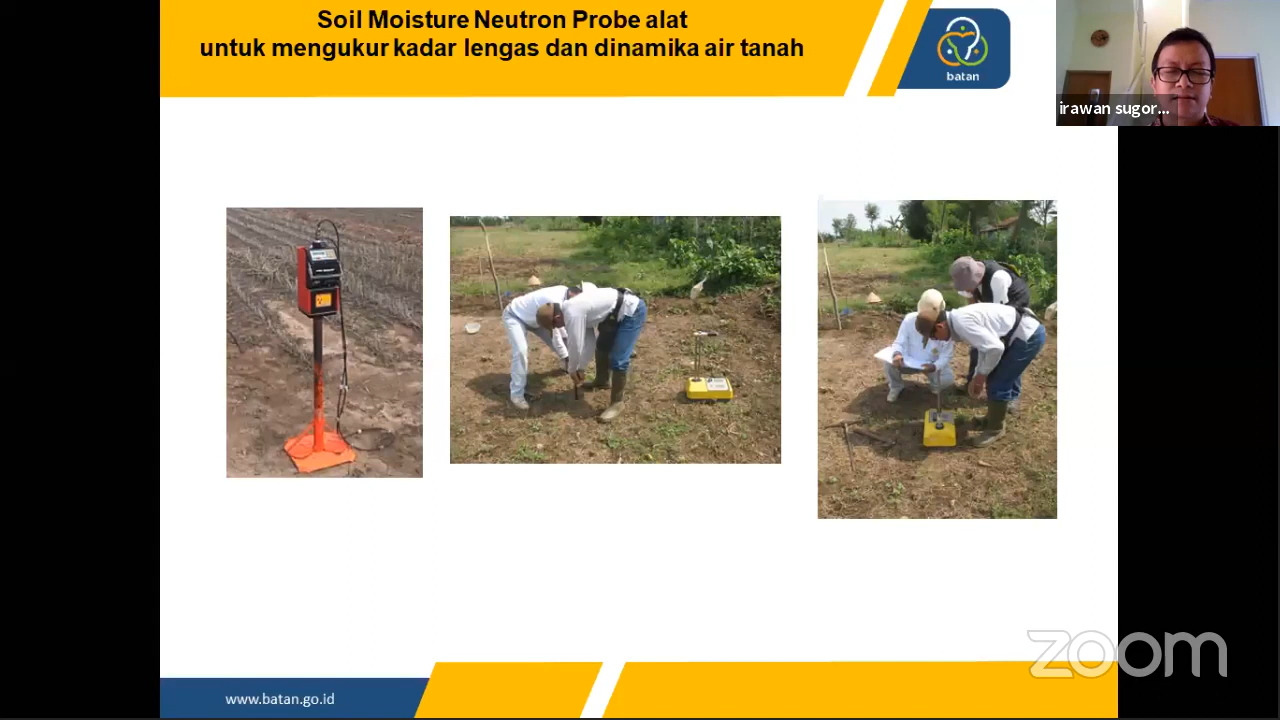 Soil Moisture Neutron Probe alat
untuk mengukur kadar lengas dan dinamika air tanah
batan
irawan sugor...
www.batan.go.id
zoom